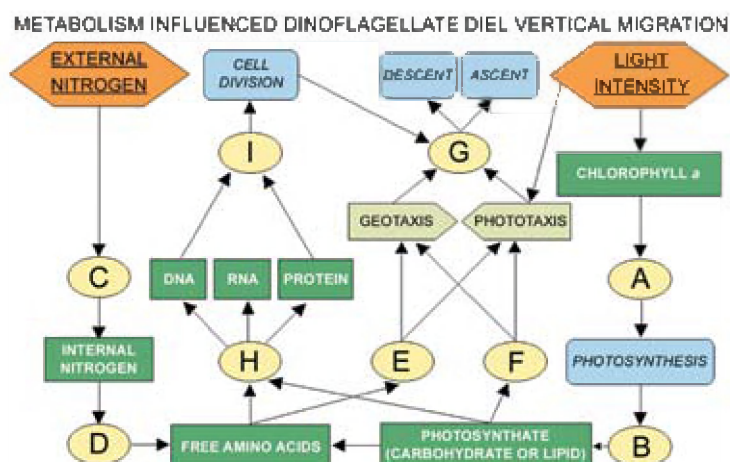 METABOLISM INFLUENCED DINOFLAGELLATE DIEL VERTICAL MIGRATION
EXTERNAL
NITROGEN
CELL
DIVISION
DESCENT
ASCENT
LIGHT
INTENSITY
I
G
CHLOROPHYLL a
GEOTAXIS
PHOTOTAXIS
C
DNA
RNA
PROTEIN
A
INTERNAL
NITROGEN
H
E
F
PHOTOSYNTHESIS
D
FREE AMINO ACIDS
PHOTOSYNTHATE
(CARBOHYDRATE OR LIPID)
B